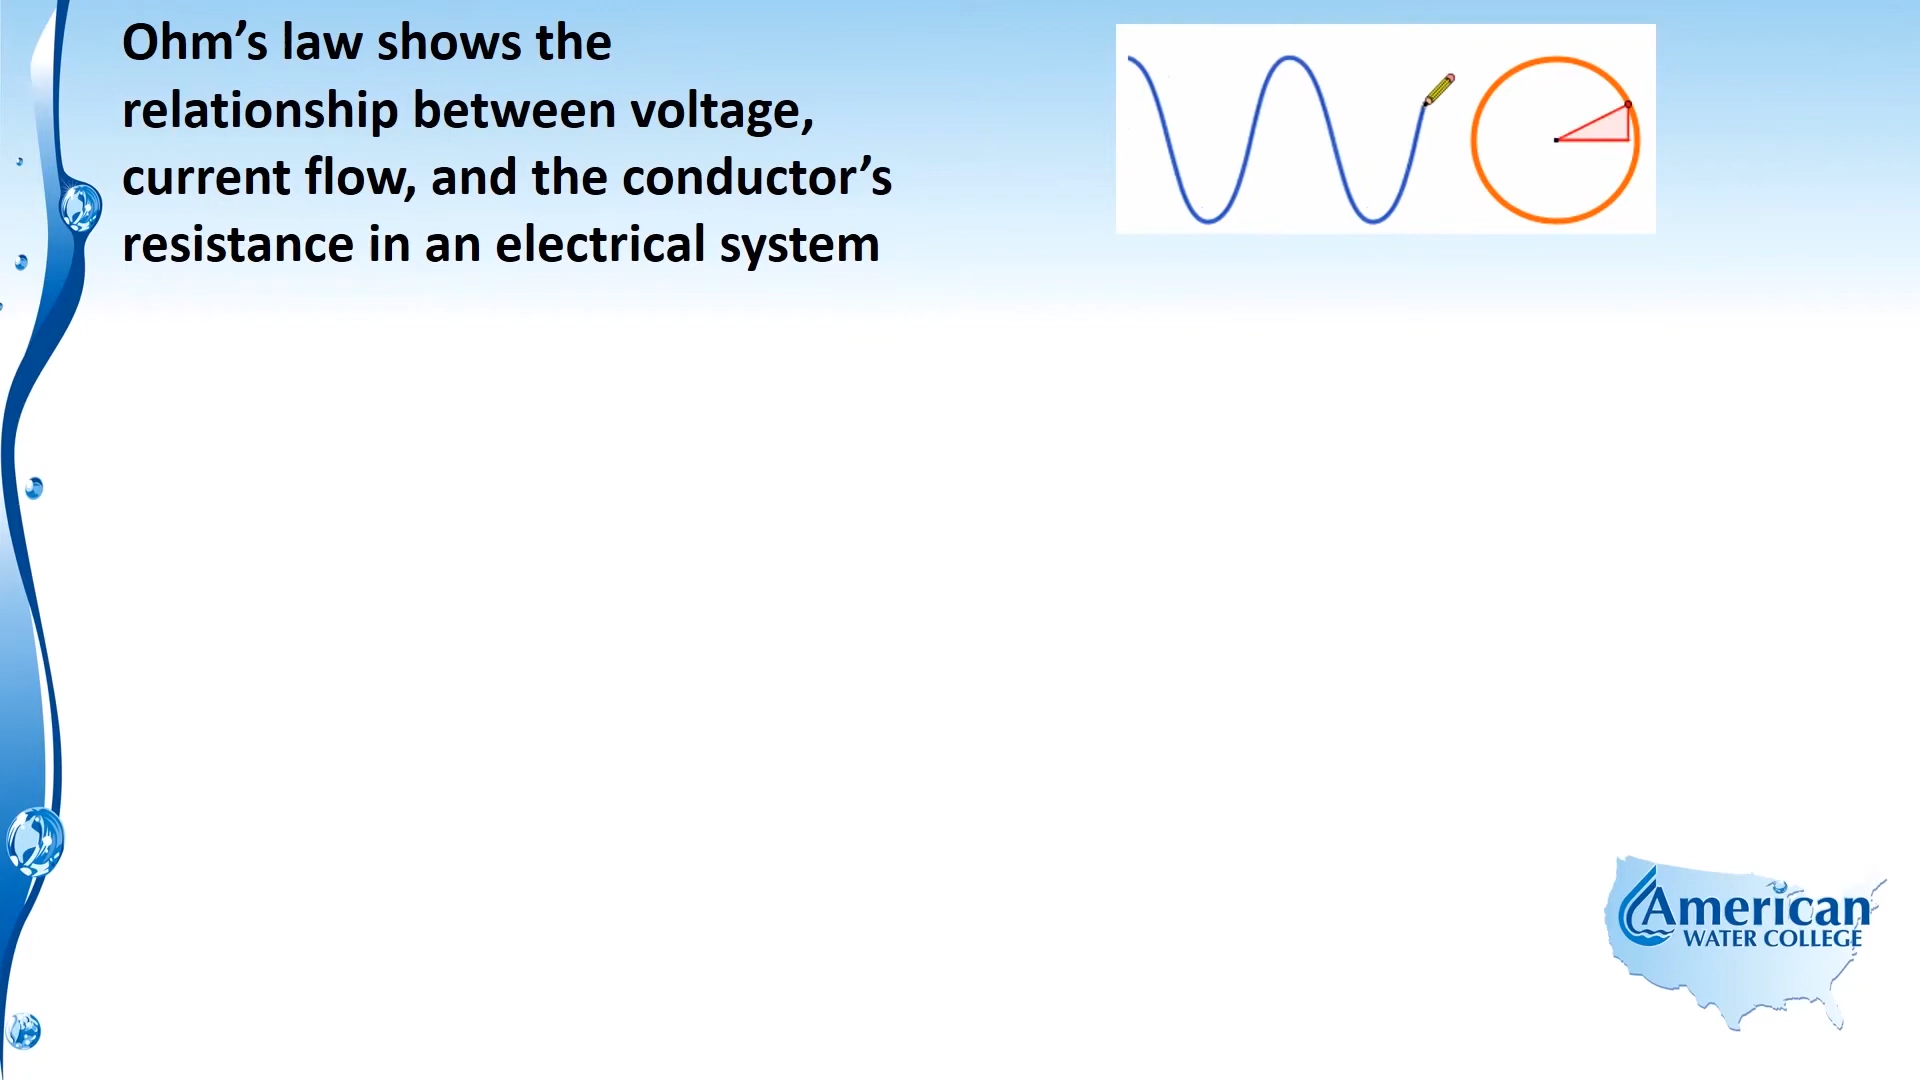 Ohm’s law shows the
relationship between voltage,
current flow, and the conductor’s
resistance in an electrical system
American
WATER COLLEGE